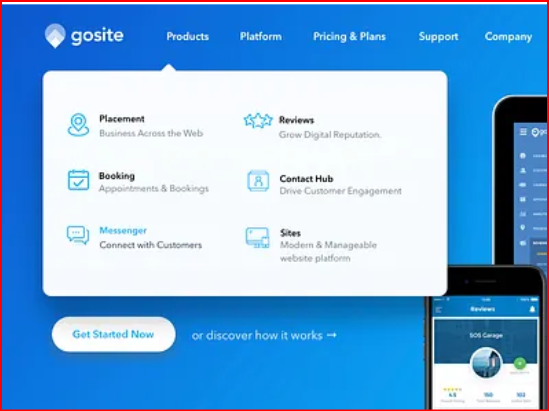 gosite
Products
Platform
Pricing & Plans
Support
Company
Placement
Business Across the Web
Reviews
Grow Digital Reputation.
Booking
Appointments & Bookings
Contact Hub
Drive Customer Engagement
Messenger
Connect with Customers
Sites
Modern & Manageable
website platform
Get Started Now
or discover how it works →
Reviews
SOS Garage
4.5
150
102